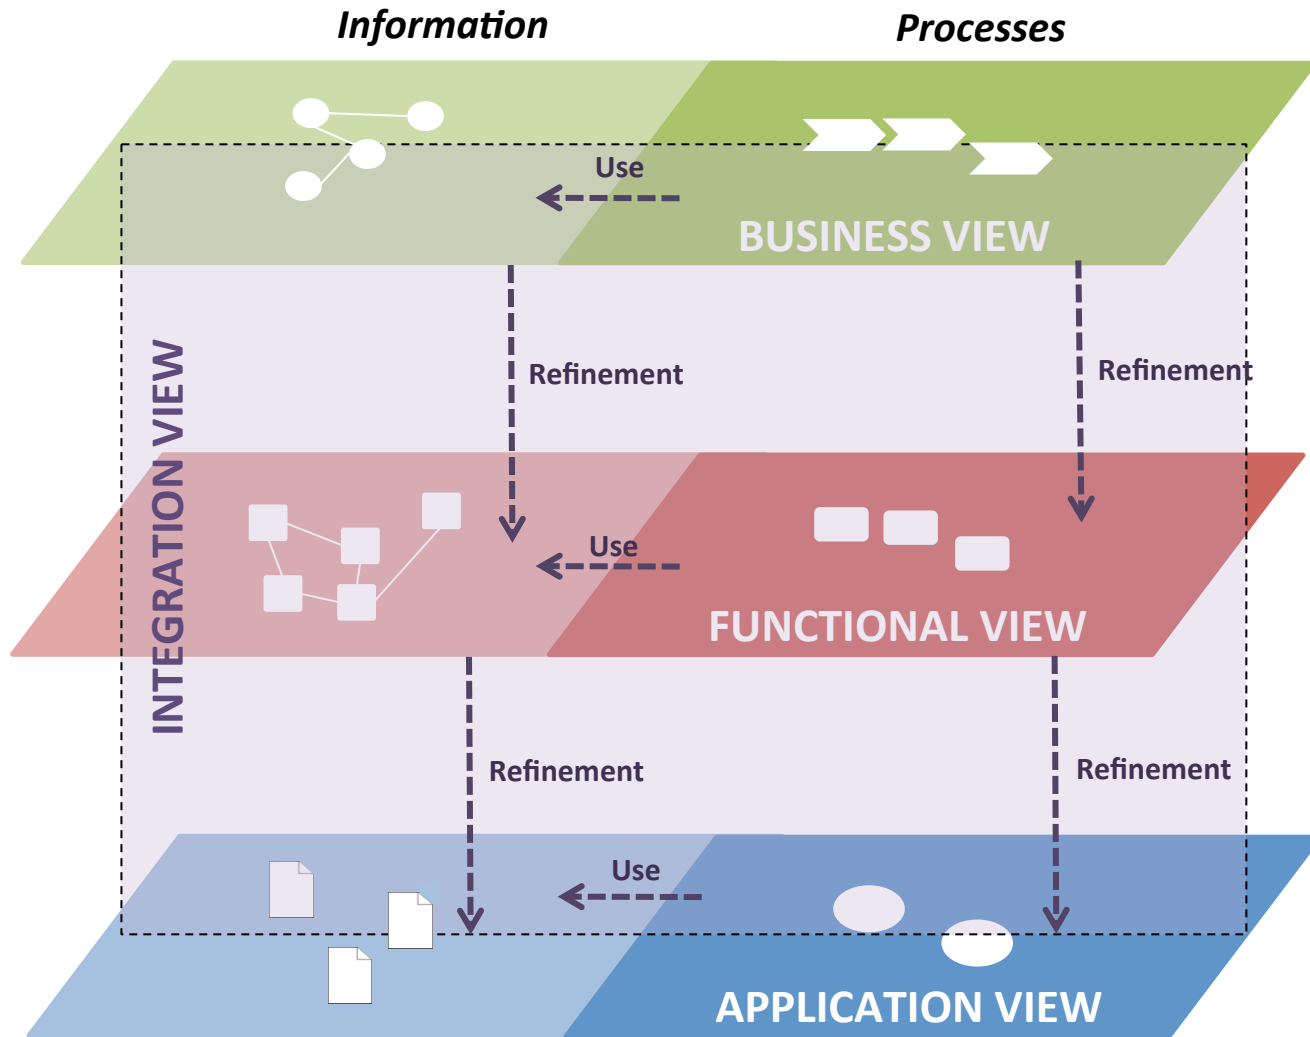 Information
Processes
Use
BUSINESS VIEW
Refinement
Refinement
INTEGRATION VIEW
Use
FUNCTIONAL VIEW
Refinement
Refinement
Use
APPLICATION VIEW